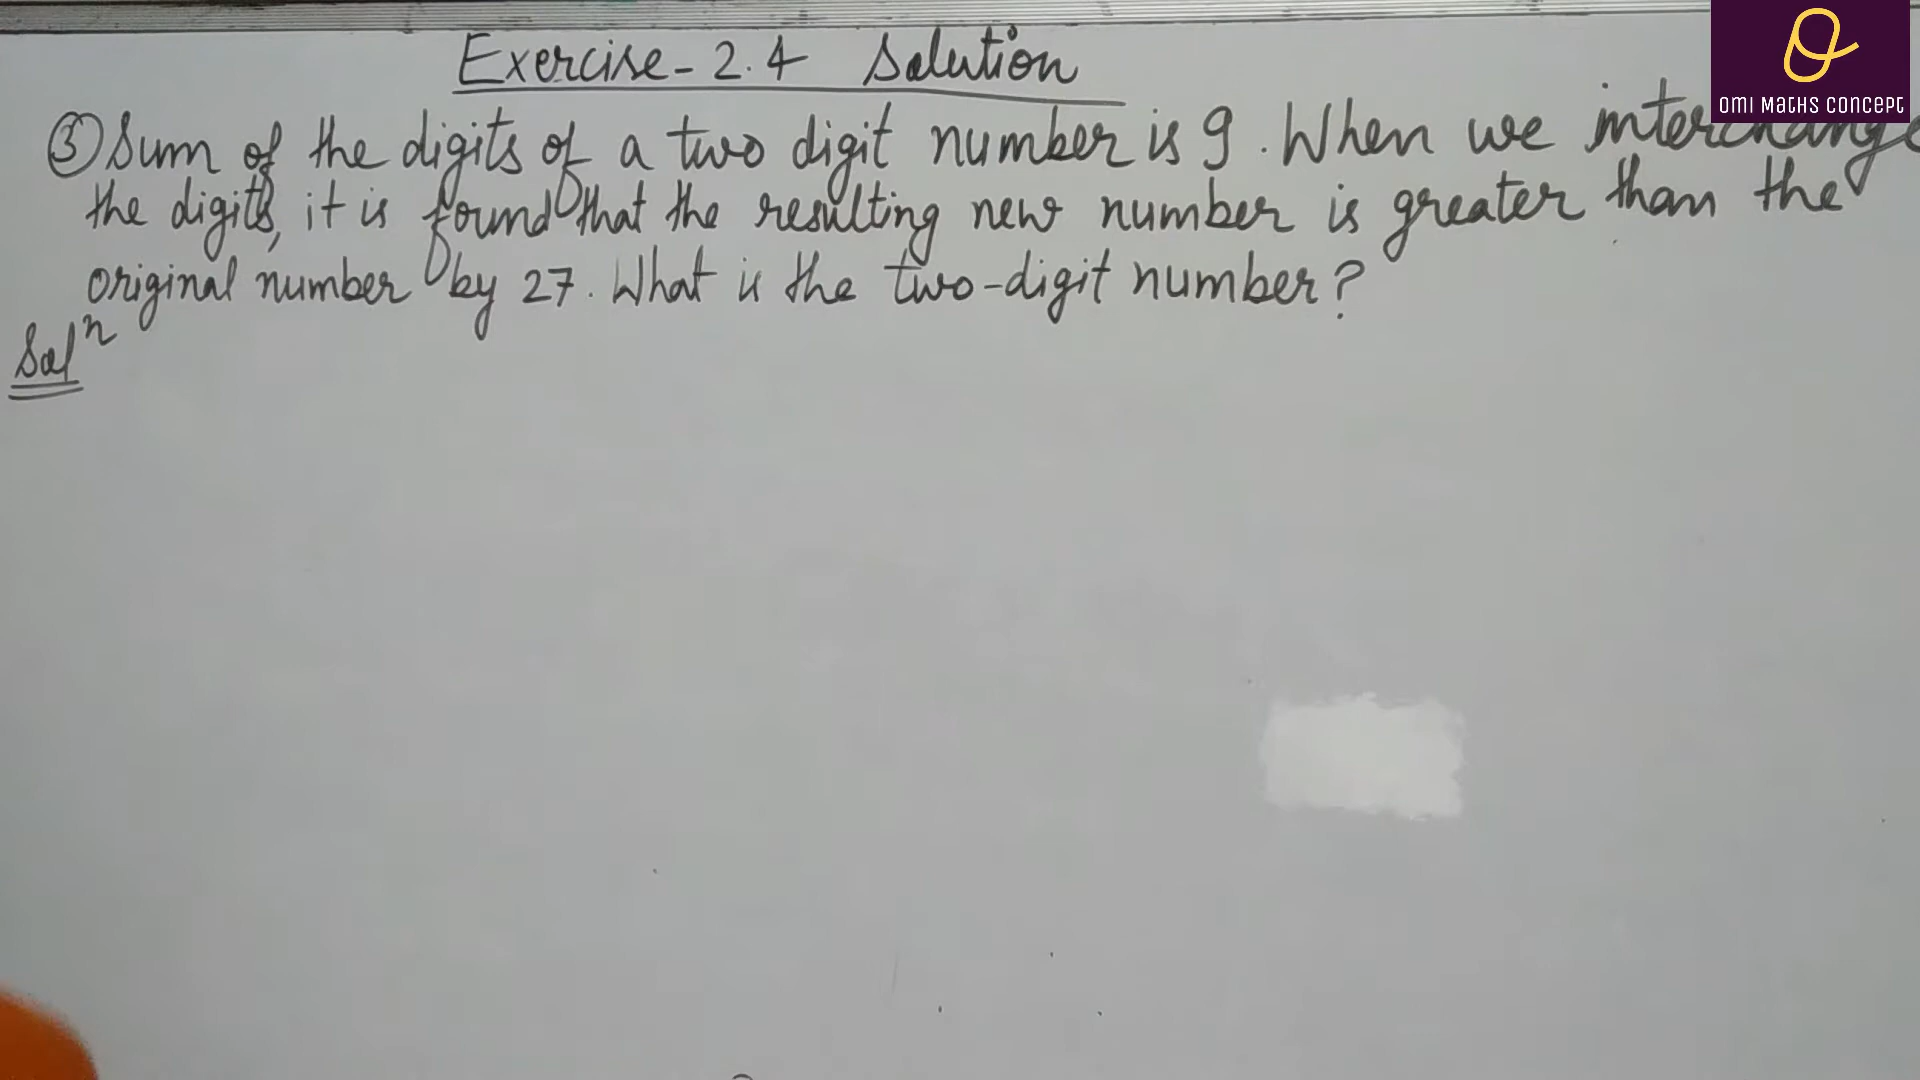 Exercise-2.4 Solution
OMI MATHS CONCEPT
③ Sum of the digits of a two digit number is 9. When we interchange
the digits, it is found that the resulting new number is greater than the
original number by 27. What is the two-digit number?
Solⁿ